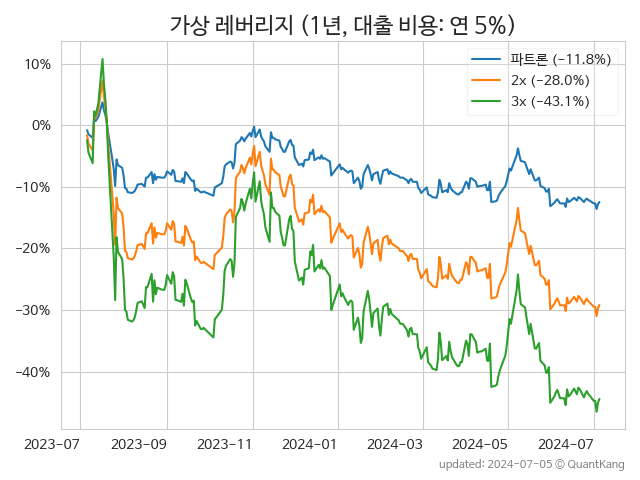 가상 레버리지 (1년, 대출 비용: 연 5%)
파트론 (−11.8%)
2x (−28.0%)
3x (−43.1%)
10%
0%
−10%
−20%
−30%
−40%
2023-07 2023-09 2023-11 2024-01 2024-03 2024-05 2024-07
updated: 2024-07-05 © QuantKang